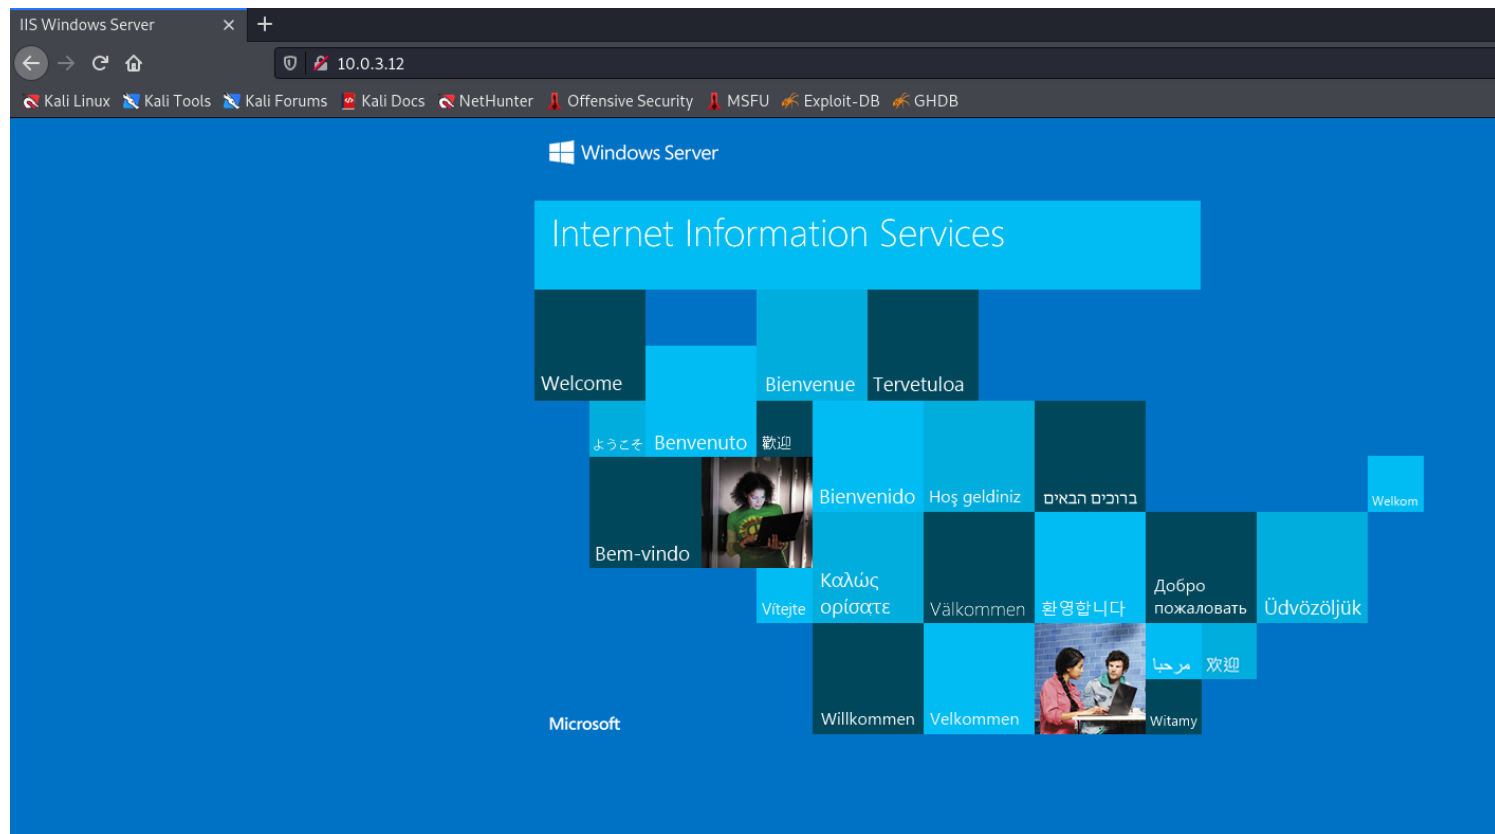 IIS Windows Server
10.0.3.12
Kali Linux Kali Tools Kali Forums Kali Docs NetHunter Offensive Security MSFU Exploit-DB GHDB
Windows Server
Internet Information Services
Welcome
Bienvenue
Tervetuloa
ようこそ
Benvenuto
歡迎
Bienvenido
Hoş geldiniz
ברוכים הבאים
Welkom
Bem-vindo
Vítejte
Καλώς
ορίσατε
Välkommen
환영합니다
Добро
пожаловать
Üdvözöljük
مرحبا
欢迎
Microsoft
Willkommen
Velkommen
Witamy